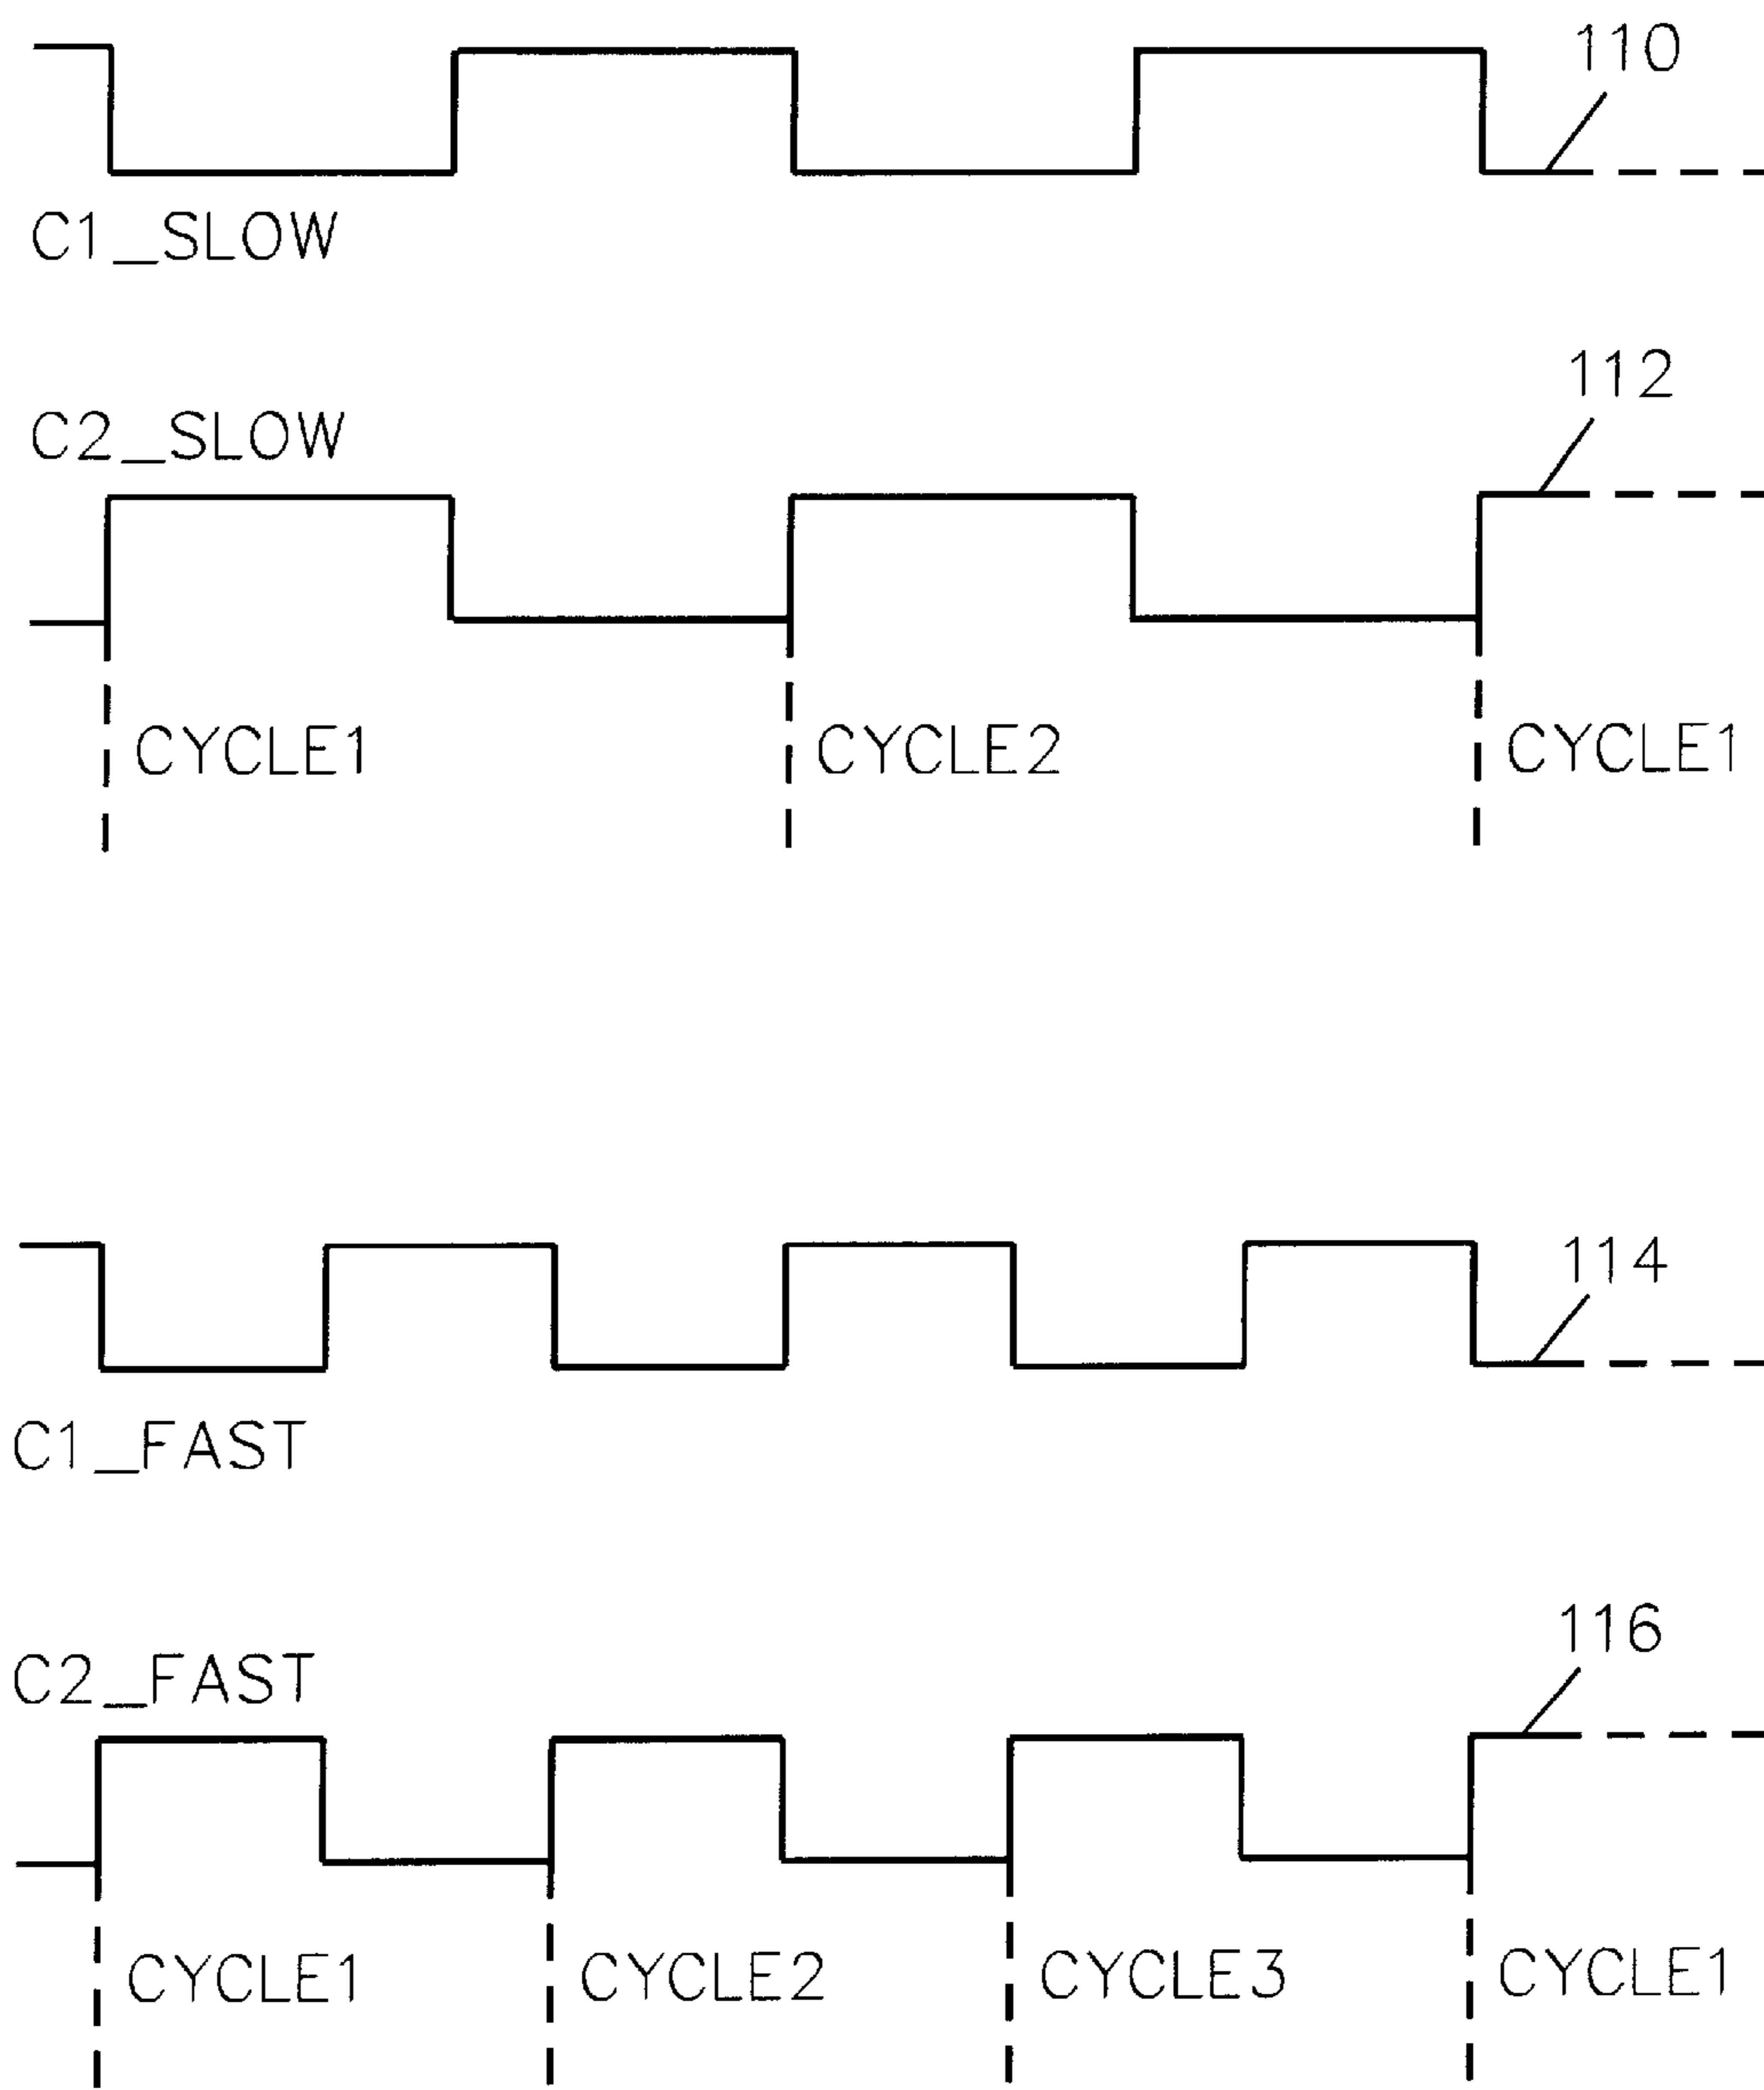 110
C1_SLOW
112
C2_SLOW
CYCLE1 CYCLE2 CYCLE1
114
C1_FAST
116
C2_FAST
CYCLE1 CYCLE2 CYCLE3 CYCLE1